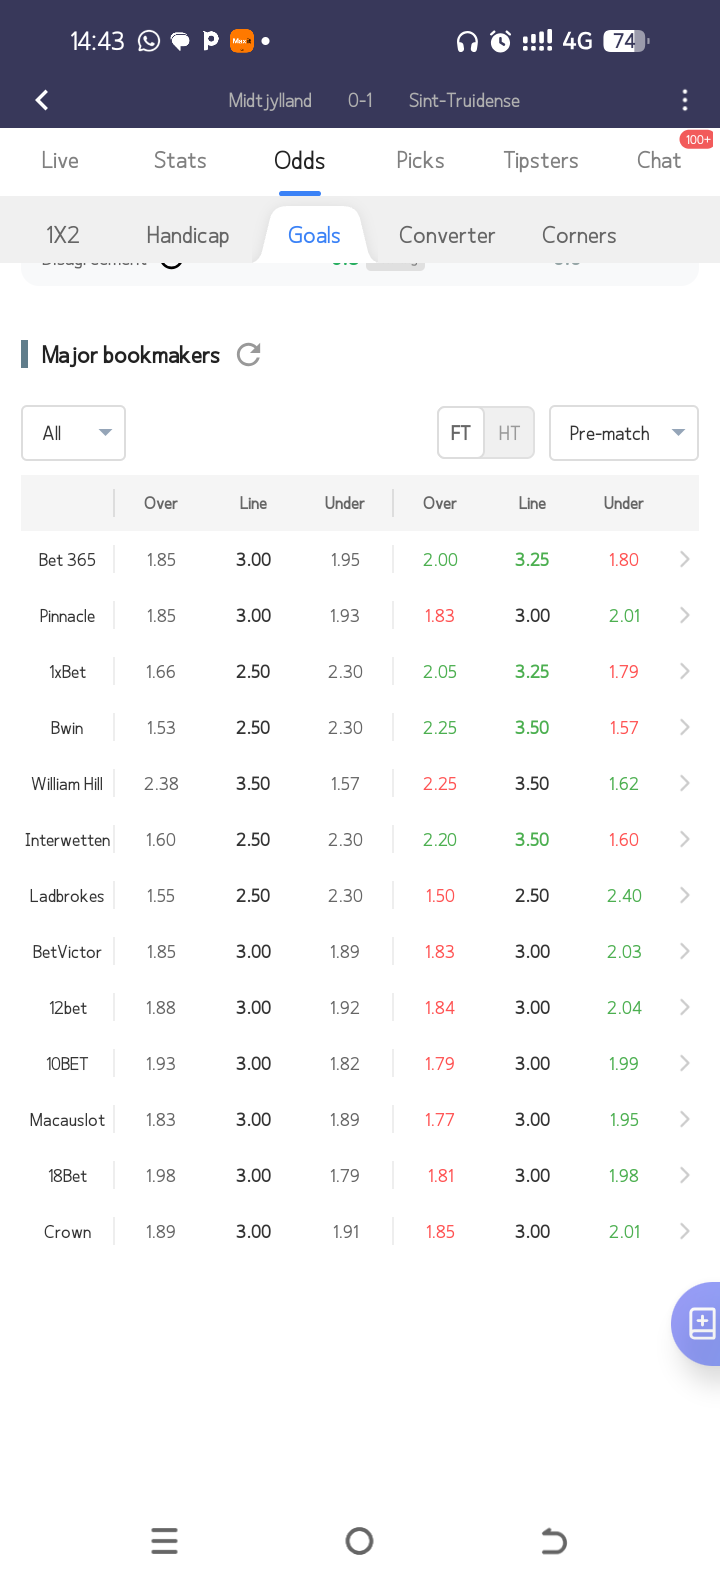 14:43 4G 74
Midtjylland 0-1 Sint-Truidense
100+
Live Stats Odds Picks Tipsters Chat
1X2 Handicap Goals Converter Corners
Major bookmakers
All FT HT Pre-match
Over Line Under Over Line Under
Bet 365 1.85 3.00 1.95 2.00 3.25 1.80
Pinnacle 1.85 3.00 1.93 1.83 3.00 2.01
1xBet 1.66 2.50 2.30 2.05 3.25 1.79
Bwin 1.53 2.50 2.30 2.25 3.50 1.57
William Hill 2.38 3.50 1.57 2.25 3.50 1.62
Interwetten 1.60 2.50 2.30 2.20 3.50 1.60
Ladbrokes 1.55 2.50 2.30 1.50 2.50 2.40
BetVictor 1.85 3.00 1.89 1.83 3.00 2.03
12bet 1.88 3.00 1.92 1.84 3.00 2.04
10BET 1.93 3.00 1.82 1.79 3.00 1.99
Macauslot 1.83 3.00 1.89 1.77 3.00 1.95
18Bet 1.98 3.00 1.79 1.81 3.00 1.98
Crown 1.89 3.00 1.91 1.85 3.00 2.01